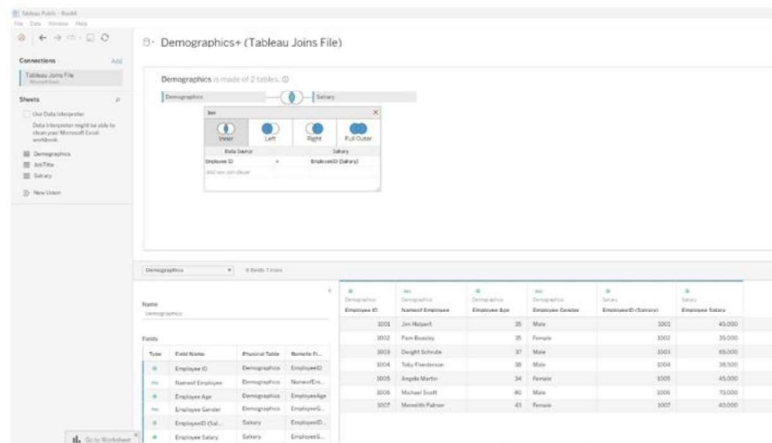 Tableau Public - Book1
File Data Window Help
Demographics+ (Tableau Joins File)
Connections Add
Tableau Joins File
Microsoft Excel
Sheets
Use Data Interpreter
Data Interpreter might be able to
clean your Microsoft Excel
workbook.
Demographics
JobTitle
Salary
New Union
Demographics is made of 2 tables.
Demographics Salary
Join
Inner Left Right Full Outer
Data Source Salary
Employee ID = EmployeeID (Salary)
Add new join clause
Demographics 6 fields 7 rows
Name
Demographics
Fields
Type Field Name Physical Table Remote Fi...
Employee ID Demographics EmployeeID
Abc Nameof Employee Demographics NameofEm...
Employee Age Demographics EmployeeAge
Abc Employee Gender Demographics EmployeeG...
EmployeeID (Sal... Salary EmployeeID...
Employee Salary Salary EmployeeS...
Demographics Demographics Demographics Demographics Salary Salary
Employee ID Nameof Employee Employee Age Employee Gender EmployeeID (Salary) Employee Salary
1001 Jim Halpert 35 Male 1001 45,000
1002 Pam Beasley 35 Female 1002
1003 Dwight Schrute 37 Male 1003 65,000
1004 Toby Flenderson 38 Male 1004
1005 Angela Martin 34 Female 1005 45,000
1006 Michael Scott 40 Male 1006 70,000
1007 Meredith Palmer 43 Female 1007 40,000
Go to Worksheet